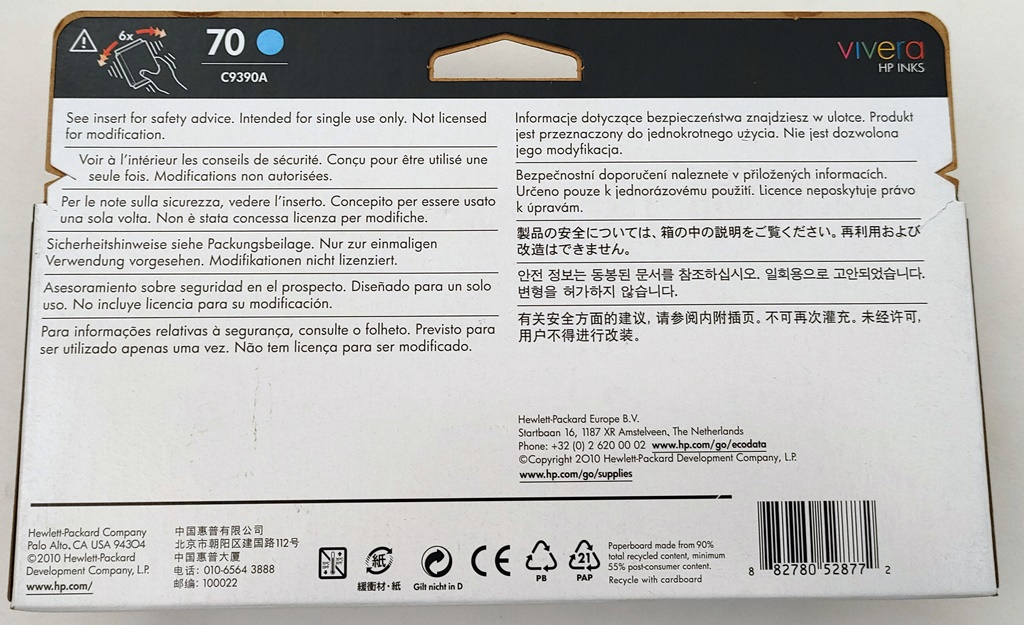 6x
70
C9390A
vivera
HP INKS
See insert for safety advice. Intended for single use only. Not licensed
for modification.
Voir à l'intérieur les conseils de sécurité. Conçu pour être utilisé une
seule fois. Modifications non autorisées.
Per le note sulla sicurezza, vedere l'inserto. Concepito per essere usato
una sola volta. Non è stata concessa licenza per modifiche.
Sicherheitshinweise siehe Packungsbeilage. Nur zur einmaligen
Verwendung vorgesehen. Modifikationen nicht lizenziert.
Asesoramiento sobre seguridad en el prospecto. Diseñado para un solo
uso. No incluye licencia para su modificación.
Para informações relativas à segurança, consulte o folheto. Previsto para
ser utilizado apenas uma vez. Não tem licença para ser modificado.
Informacje dotyczące bezpieczeństwa znajdziesz w ulotce. Produkt
jest przeznaczony do jednokrotnego użycia. Nie jest dozwolona
jego modyfikacja.
Bezpečnostní doporučení naleznete v přiložených informacích.
Určeno pouze k jednorázovému použití. Licence neposkytuje právo
k úpravám.
製品の安全については、箱の中の説明をご覧ください。再利用および
改造はできません。
안전 정보는 동봉된 문서를 참조하십시오. 일회용으로 고안되었습니다.
변형을 허가하지 않습니다.
有关安全方面的建议, 请参阅内附插页。不可再次灌充。未经许可,
用户不得进行改装。
Hewlett-Packard Europe B.V.
Startbaan 16, 1187 XR Amstelveen, The Netherlands
Phone: +32 (0) 2 620 00 02 www.hp.com/go/ecodata
©Copyright 2010 Hewlett-Packard Development Company, L.P.
www.hp.com/go/supplies
Hewlett-Packard Company
Palo Alto, CA USA 94304
©2010 Hewlett-Packard
Development Company, L.P.
www.hp.com/
中国惠普有限公司
北京市朝阳区建国路112号
中国惠普大厦
电话: 010-6564 3888
邮编: 100022
紙
緩衝材・紙
Gilt nicht in D
CE
PB
21
PAP
Paperboard made from 90%
total recycled content, minimum
55% post-consumer content.
Recycle with cardboard
8 82780 52877 2